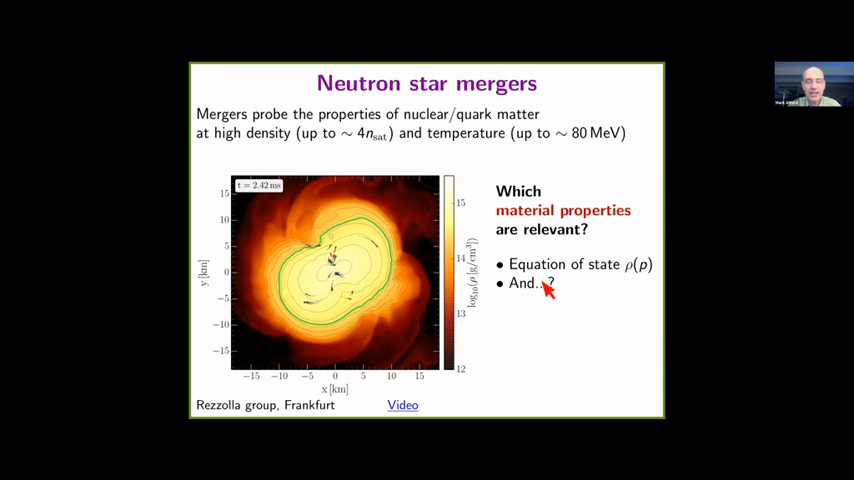 Neutron star mergers
Mergers probe the properties of nuclear/quark matter
at high density (up to ∼ 4nsat) and temperature (up to ∼ 80 MeV)
t = 2.42 ms
15
10
5
0
−5
−10
−15
y [km]
−15 −10 −5 0 5 10 15
x [km]
15
14
13
12
log10(ρ [g/cm3])
Which
material properties
are relevant?
• Equation of state ρ(p)
• And...?
Rezzolla group, Frankfurt Video
Mark Alford